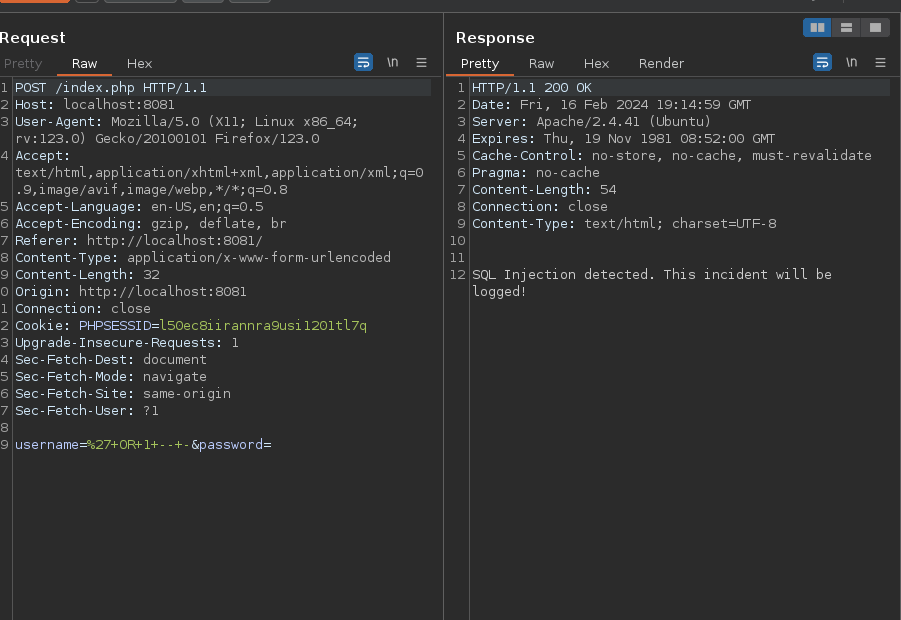 Request
Pretty Raw Hex \n
1 POST /index.php HTTP/1.1
2 Host: localhost:8081
3 User-Agent: Mozilla/5.0 (X11; Linux x86_64;
rv:123.0) Gecko/20100101 Firefox/123.0
4 Accept:
text/html,application/xhtml+xml,application/xml;q=0
.9,image/avif,image/webp,*/*;q=0.8
5 Accept-Language: en-US,en;q=0.5
6 Accept-Encoding: gzip, deflate, br
7 Referer: http://localhost:8081/
8 Content-Type: application/x-www-form-urlencoded
9 Content-Length: 32
0 Origin: http://localhost:8081
1 Connection: close
2 Cookie: PHPSESSID=l50ec8iirannra9usi1201tl7q
3 Upgrade-Insecure-Requests: 1
4 Sec-Fetch-Dest: document
5 Sec-Fetch-Mode: navigate
6 Sec-Fetch-Site: same-origin
7 Sec-Fetch-User: ?1
8
9 username=%27+OR+1+--+-&password=
Response
Pretty Raw Hex Render \n
1 HTTP/1.1 200 OK
2 Date: Fri, 16 Feb 2024 19:14:59 GMT
3 Server: Apache/2.4.41 (Ubuntu)
4 Expires: Thu, 19 Nov 1981 08:52:00 GMT
5 Cache-Control: no-store, no-cache, must-revalidate
6 Pragma: no-cache
7 Content-Length: 54
8 Connection: close
9 Content-Type: text/html; charset=UTF-8
10
11
12 SQL Injection detected. This incident will be
logged!